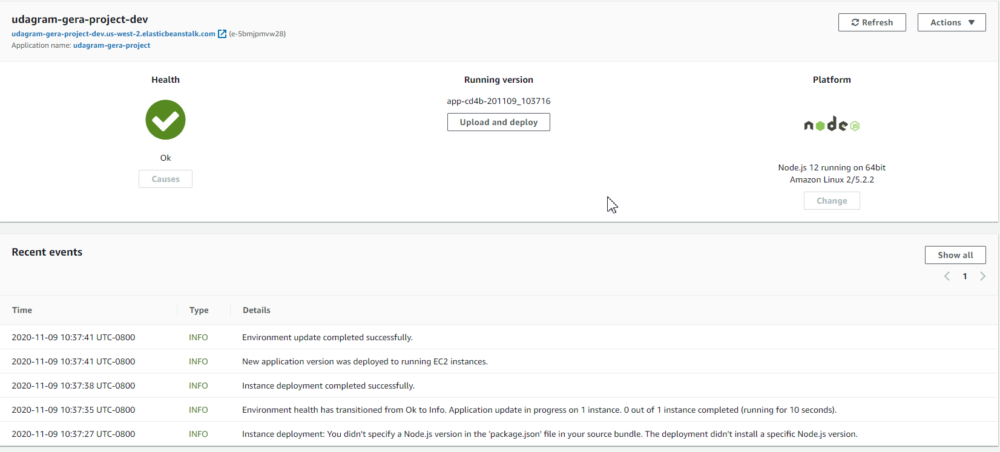 udagram-gera-project-dev
udagram-gera-project-dev.us-west-2.elasticbeanstalk.com (e-5bmjpmvw28)
Application name: udagram-gera-project
Refresh
Actions
Health
Ok
Causes
Running version
app-cd4b-201109_103716
Upload and deploy
Platform
node JS
Node.js 12 running on 64bit
Amazon Linux 2/5.2.2
Change
Recent events
Show all
1
Time Type Details
2020-11-09 10:37:41 UTC-0800 INFO Environment update completed successfully.
2020-11-09 10:37:41 UTC-0800 INFO New application version was deployed to running EC2 instances.
2020-11-09 10:37:38 UTC-0800 INFO Instance deployment completed successfully.
2020-11-09 10:37:35 UTC-0800 INFO Environment health has transitioned from Ok to Info. Application update in progress on 1 instance. 0 out of 1 instance completed (running for 10 seconds).
2020-11-09 10:37:27 UTC-0800 INFO Instance deployment: You didn't specify a Node.js version in the 'package.json' file in your source bundle. The deployment didn't install a specific Node.js version.